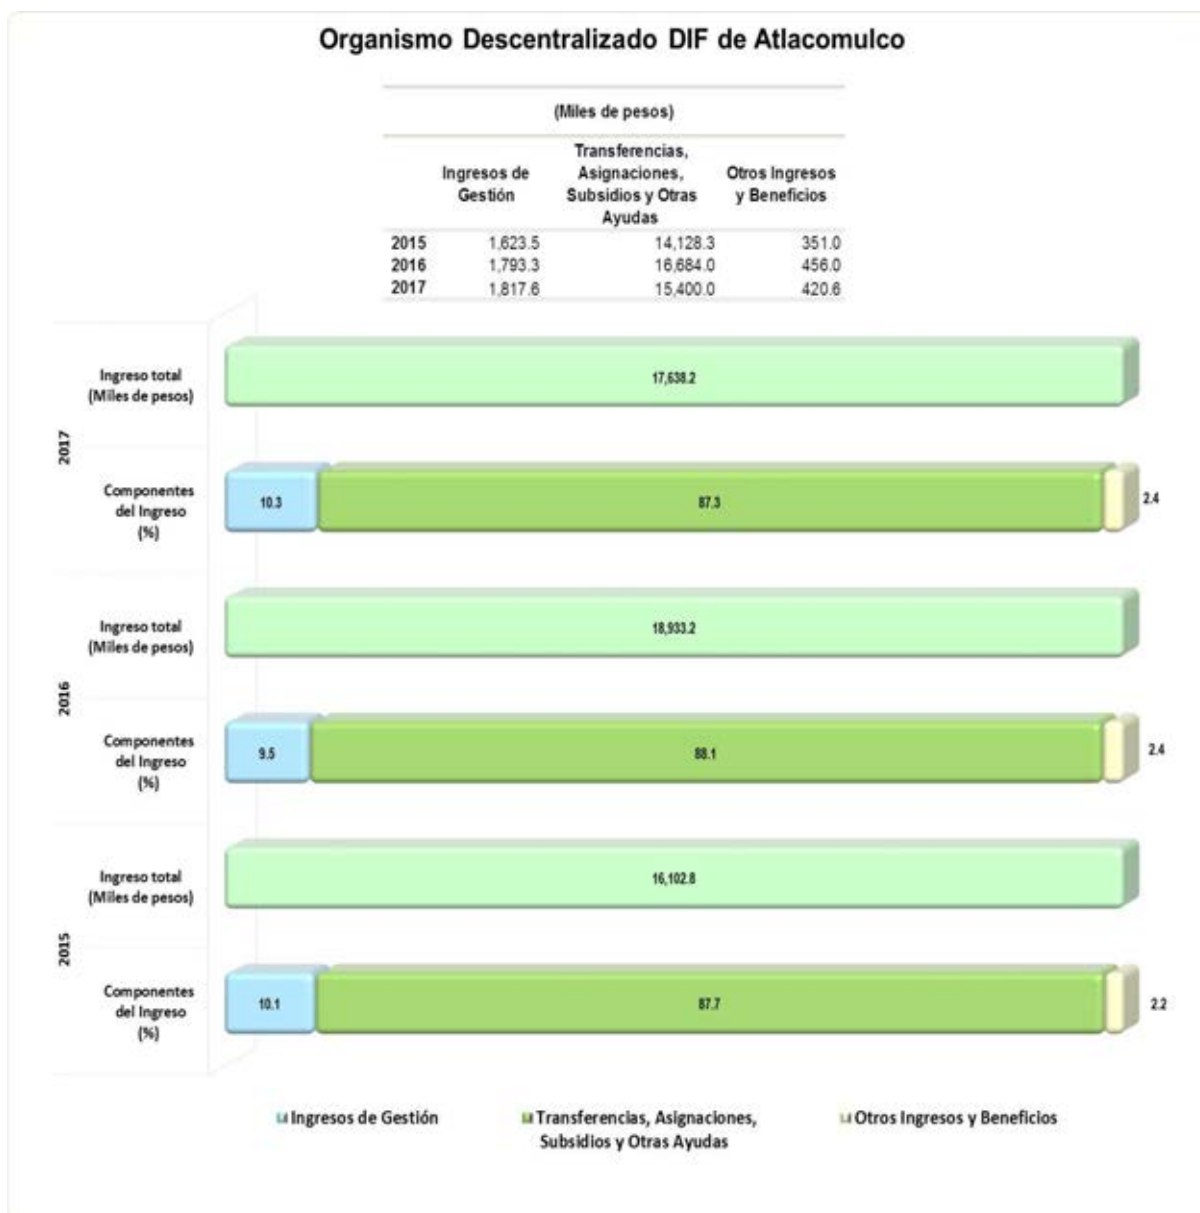 Organismo Descentralizado DIF de Atlacomulco
(Miles de pesos)
Ingresos de
Gestión
Transferencias,
Asignaciones,
Subsidios y Otras
Ayudas
Otros Ingresos
y Beneficios
2015 1,623.5 14,128.3 351.0
2016 1,793.3 16,684.0 456.0
2017 1,817.6 15,400.0 420.6
2017
Ingreso total
(Miles de pesos)
17,638.2
Componentes
del Ingreso
(%)
10.3 87.3 2.4
2016
Ingreso total
(Miles de pesos)
18,933.2
Componentes
del Ingreso
(%)
9.5 88.1 2.4
2015
Ingreso total
(Miles de pesos)
16,102.8
Componentes
del Ingreso
(%)
10.1 87.7 2.2
Ingresos de Gestión
Transferencias, Asignaciones,
Subsidios y Otras Ayudas
Otros Ingresos y Beneficios